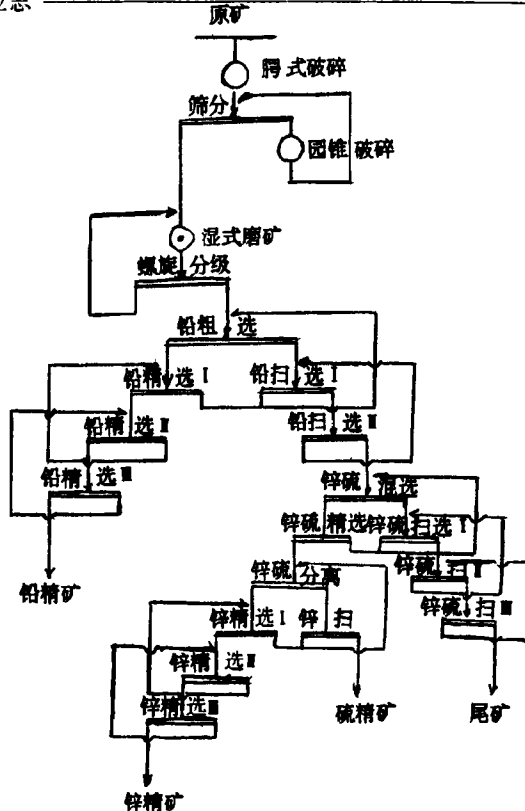 原矿
腭式破碎
筛分
园锥破碎
湿式磨矿
螺旋分级
铅粗选
铅精选Ⅰ
铅扫选Ⅰ
铅精选Ⅱ
铅扫选Ⅱ
铅精选Ⅲ
锌硫混选
锌硫精选
锌硫扫选Ⅰ
锌硫分离
锌硫扫Ⅱ
铅精矿
锌精选Ⅰ
锌扫
锌硫扫Ⅲ
锌精选Ⅱ
锌精选Ⅲ
硫精矿
尾矿
锌精矿